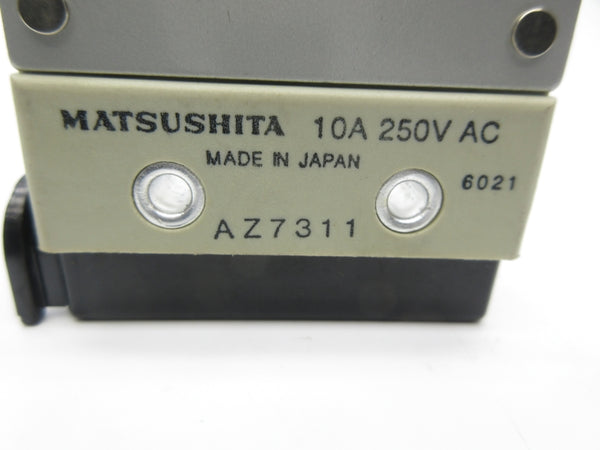 MATSUSHITA 10A 250V AC
MADE IN JAPAN
6021
AZ7311